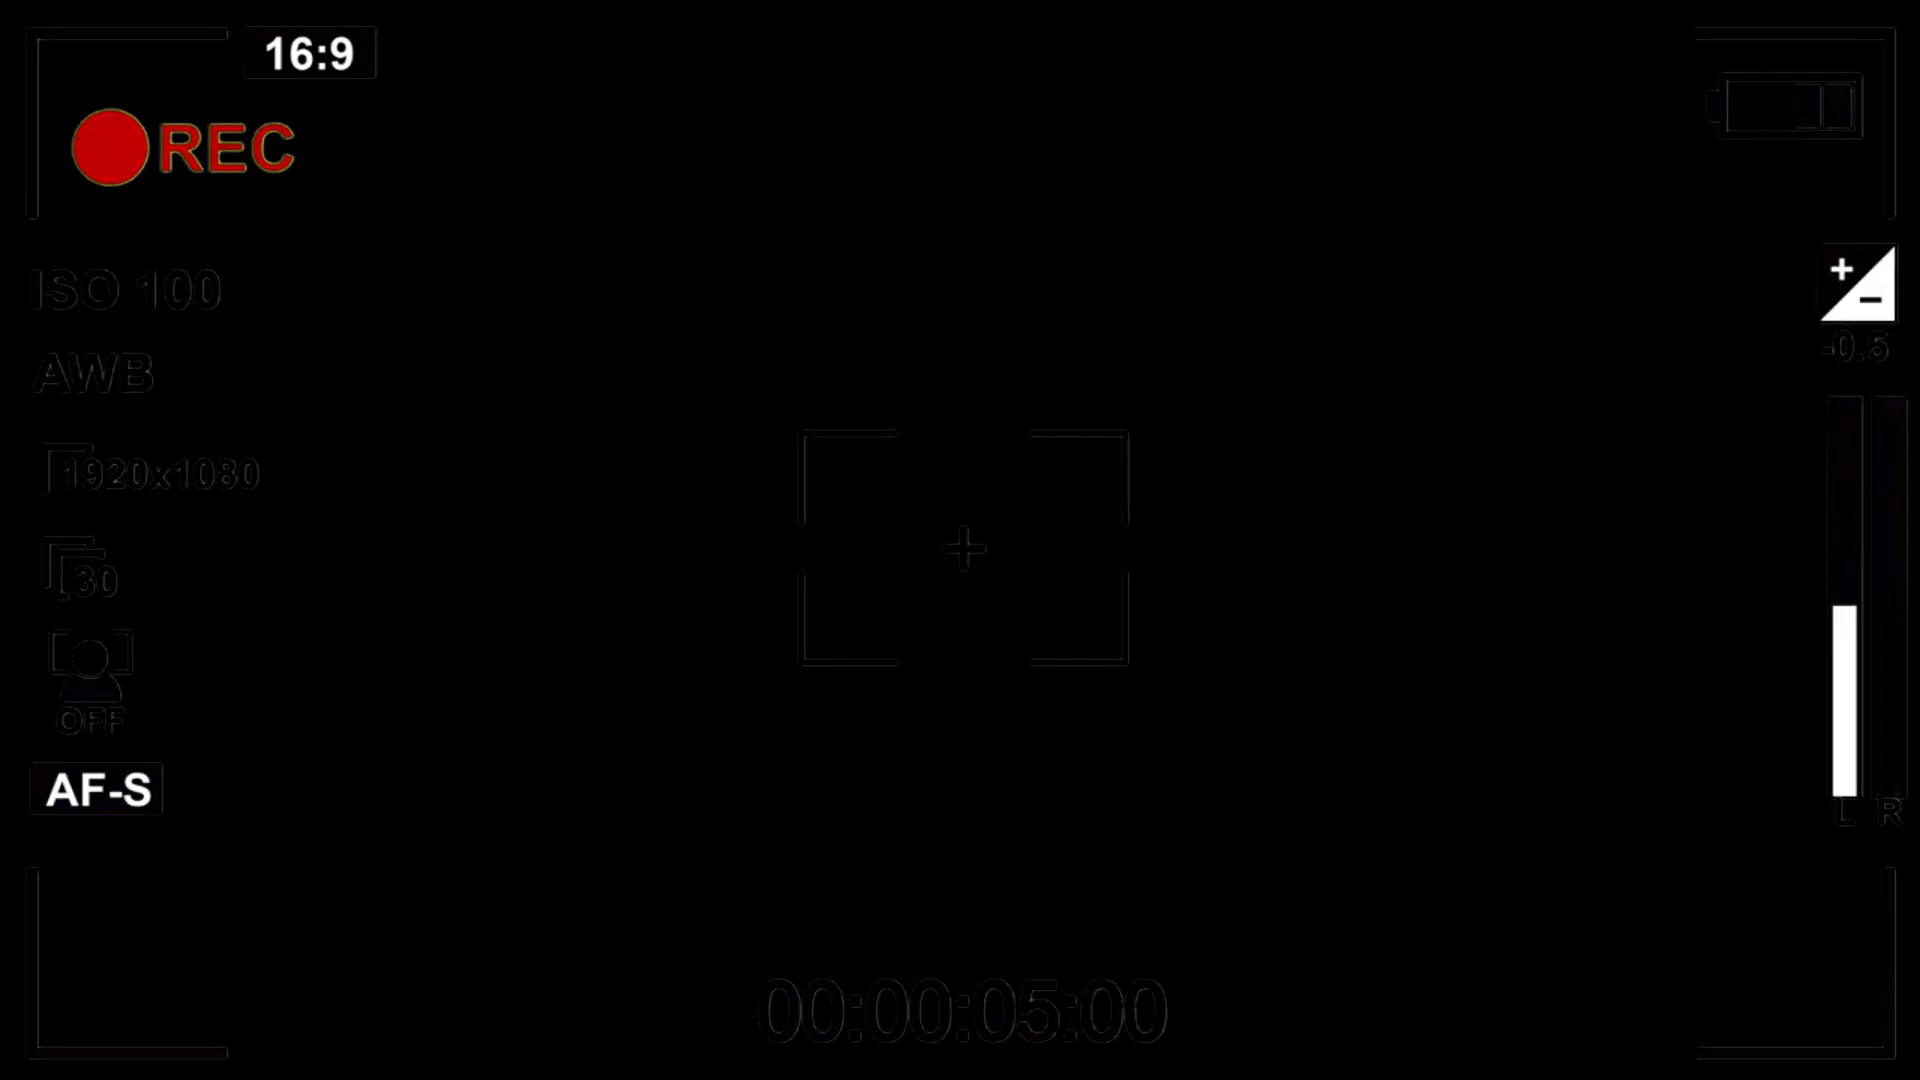 16:9
REC
ISO 100
AWB
-0.5
1920x1080
30
OFF
AF-S
L R
00:00:05:00